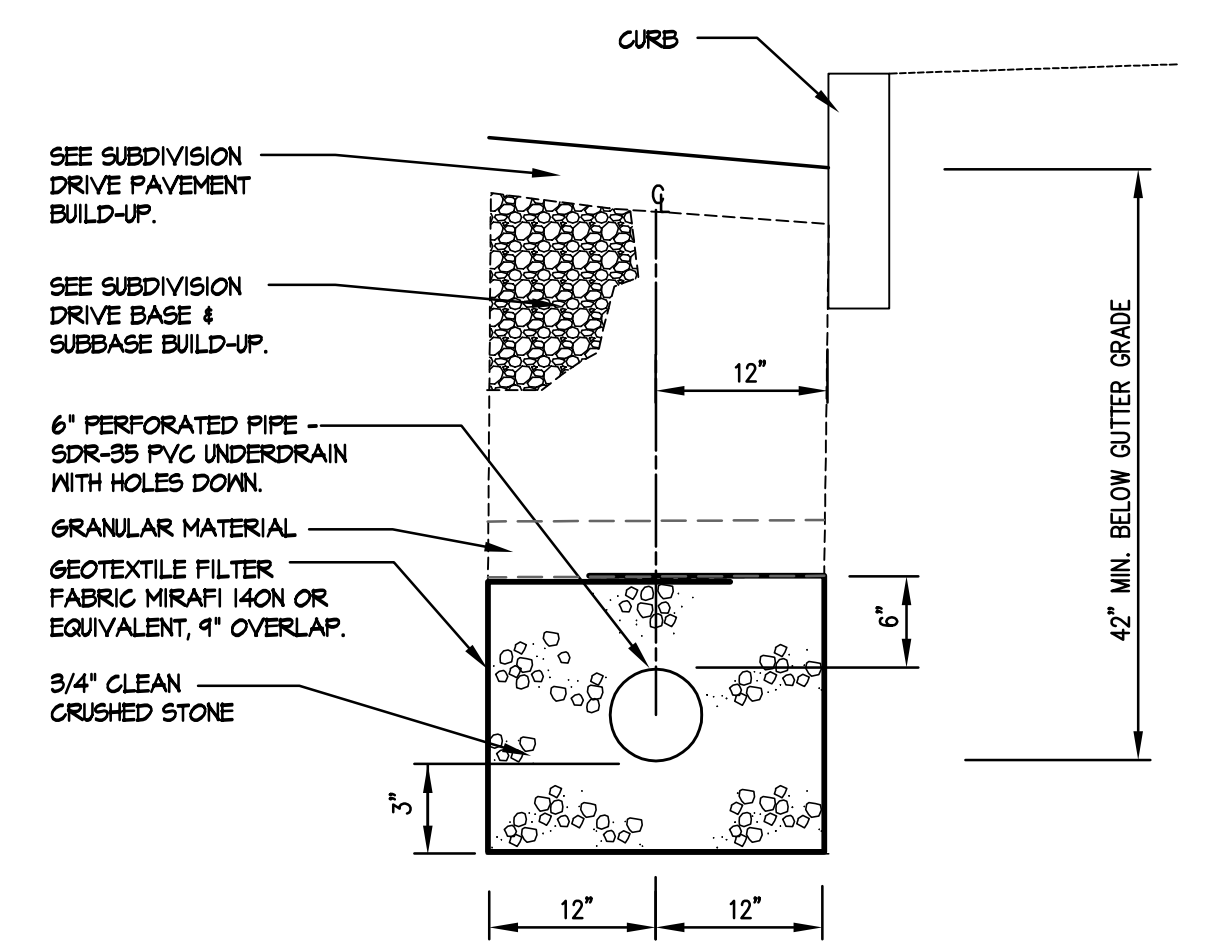 CURB
SEE SUBDIVISION
DRIVE PAVEMENT
BUILD-UP.
℄
SEE SUBDIVISION
DRIVE BASE &
SUBBASE BUILD-UP.
12"
42" MIN. BELOW GUTTER GRADE
6" PERFORATED PIPE -
SDR-35 PVC UNDERDRAIN
WITH HOLES DOWN.
GRANULAR MATERIAL
GEOTEXTILE FILTER
FABRIC MIRAFI 140N OR
EQUIVALENT, 9" OVERLAP.
6"
3/4" CLEAN
CRUSHED STONE
3"
12"
12"